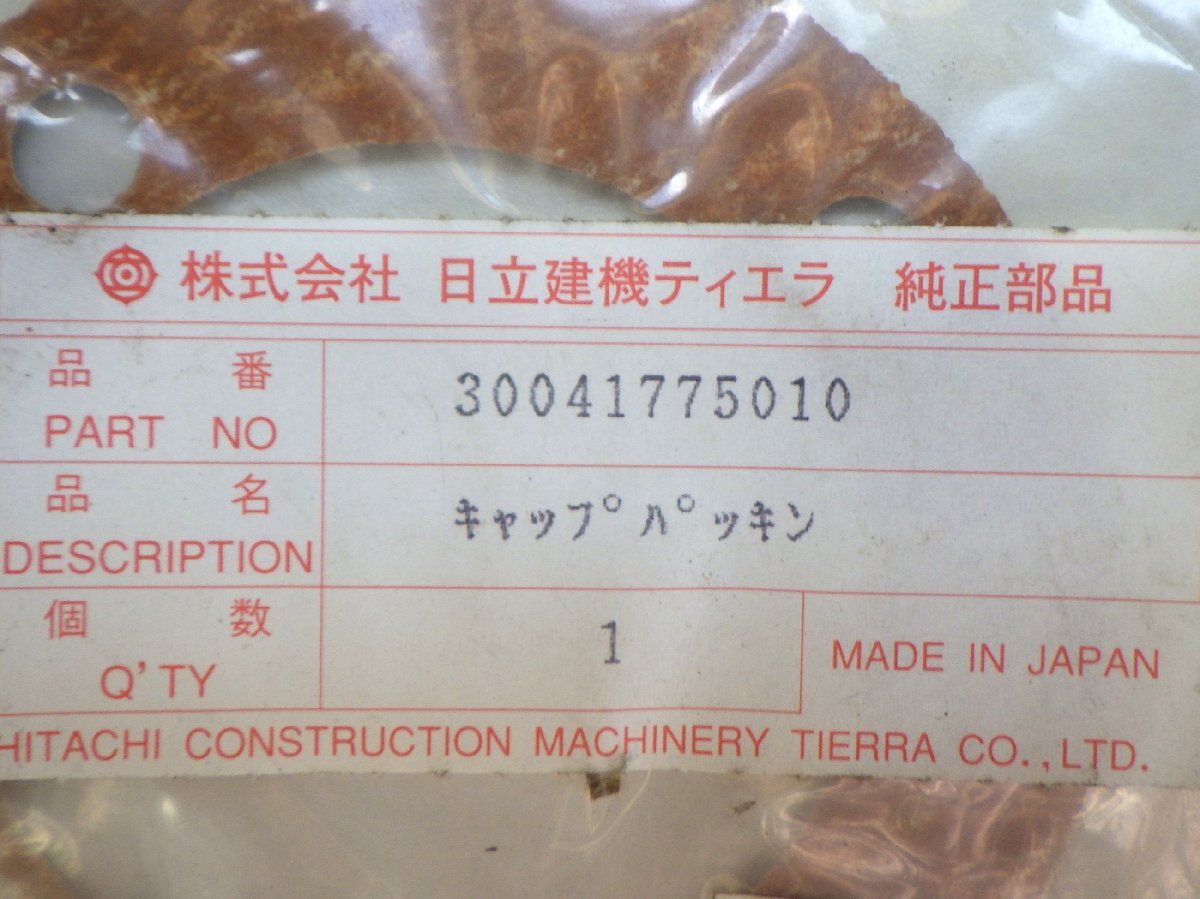 株式会社 日立建機ティエラ 純正部品
品番 30041775010
PART NO
品名 ｷｬｯﾌﾟﾊﾟｯｷﾝ
DESCRIPTION
個数 1
Q'TY
MADE IN JAPAN
HITACHI CONSTRUCTION MACHINERY TIERRA CO., LTD.